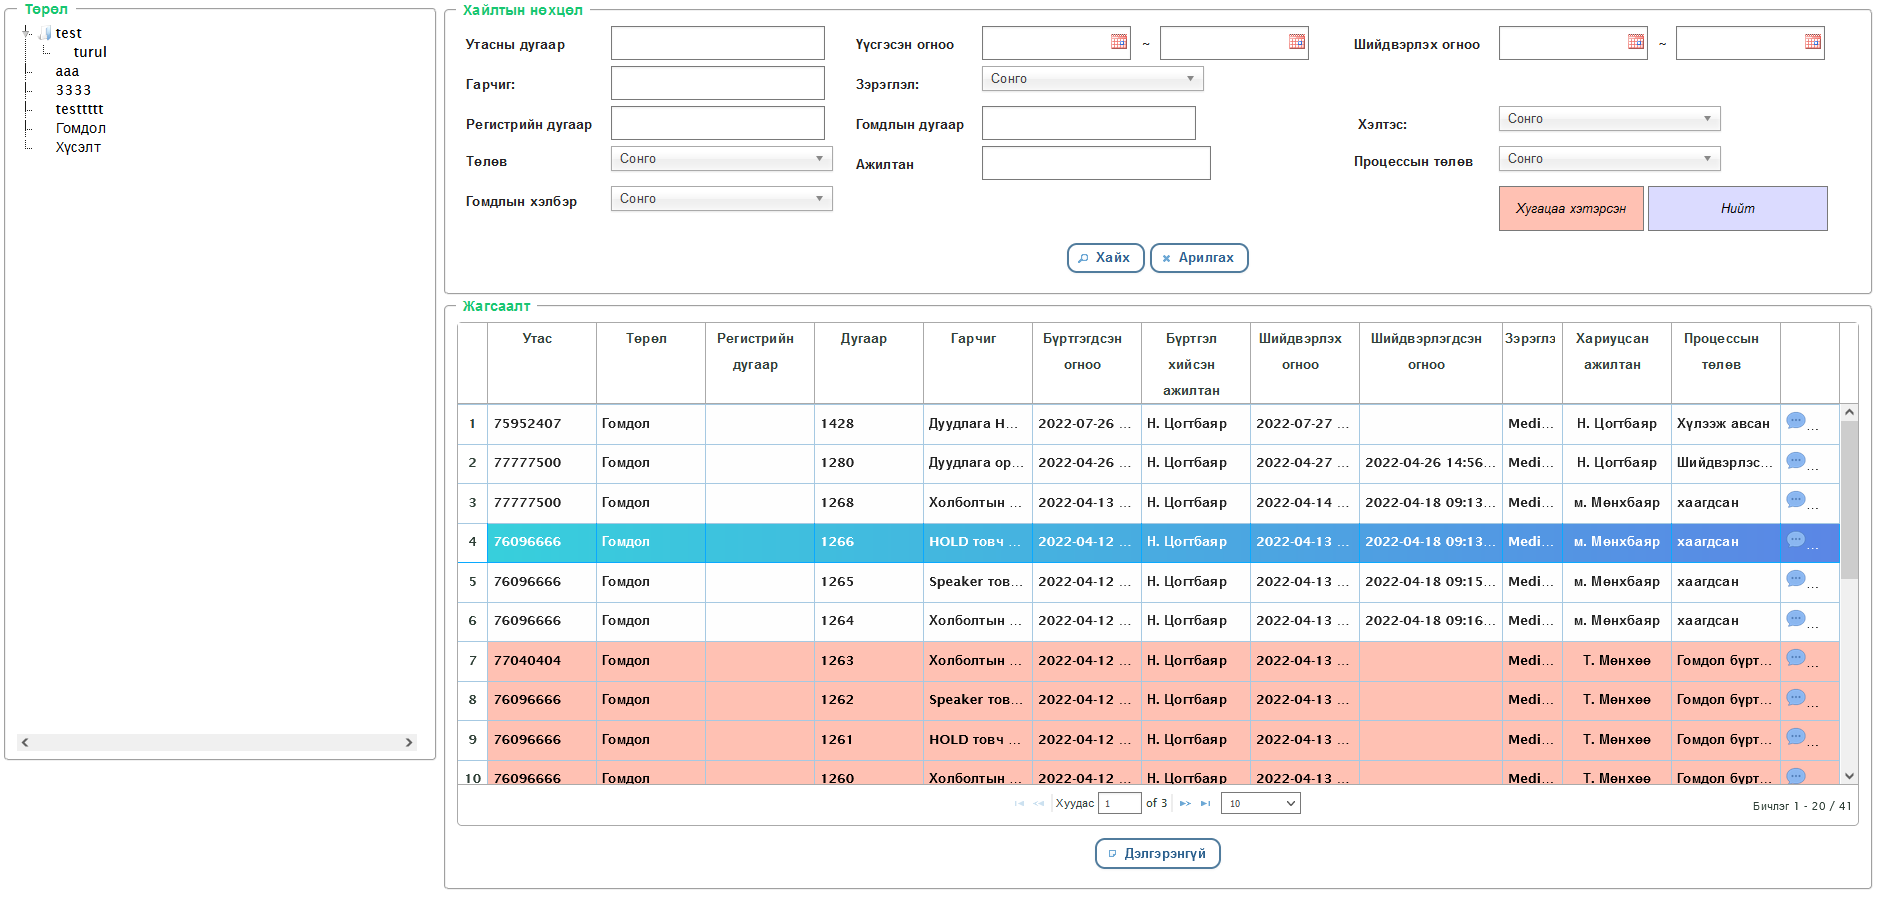 Төрөл
test
turul
aaa
3333
testtttt
Гомдол
Хүсэлт
Хайлтын нөхцөл
Утасны дугаар
Үүсгэсэн огноо ~
Шийдвэрлэх огноо ~
Гарчиг:
Зэрэглэл: Сонго
Регистрийн дугаар
Гомдлын дугаар
Хэлтэс: Сонго
Төлөв Сонго
Ажилтан
Процессын төлөв Сонго
Гомдлын хэлбэр Сонго
Хугацаа хэтэрсэн Нийт
Хайх Арилгах
Жагсаалт
Утас Төрөл Регистрийн дугаар Дугаар Гарчиг Бүртгэгдсэн огноо Бүртгэл хийсэн ажилтан Шийдвэрлэх огноо Шийдвэрлэгдсэн огноо Зэрэглэ Хариуцсан ажилтан Процессын төлөв
1 75952407 Гомдол 1428 Дуудлага Н... 2022-07-26 ... Н. Цогтбаяр 2022-07-27 ... Medi... Н. Цогтбаяр Хүлээж авсан ...
2 77777500 Гомдол 1280 Дуудлага ор... 2022-04-26 ... Н. Цогтбаяр 2022-04-27 ... 2022-04-26 14:56... Medi... Н. Цогтбаяр Шийдвэрлэс... ...
3 77777500 Гомдол 1268 Холболтын ... 2022-04-13 ... Н. Цогтбаяр 2022-04-14 ... 2022-04-18 09:13... Medi... м. Мөнхбаяр хаагдсан ...
4 76096666 Гомдол 1266 HOLD товч ... 2022-04-12 ... Н. Цогтбаяр 2022-04-13 ... 2022-04-18 09:13... Medi... м. Мөнхбаяр хаагдсан ...
5 76096666 Гомдол 1265 Speaker тов... 2022-04-12 ... Н. Цогтбаяр 2022-04-13 ... 2022-04-18 09:15... Medi... м. Мөнхбаяр хаагдсан ...
6 76096666 Гомдол 1264 Холболтын ... 2022-04-12 ... Н. Цогтбаяр 2022-04-13 ... 2022-04-18 09:16... Medi... м. Мөнхбаяр хаагдсан ...
7 77040404 Гомдол 1263 Холболтын ... 2022-04-12 ... Н. Цогтбаяр 2022-04-13 ... Medi... Т. Мөнхөө Гомдол бүрт... ...
8 76096666 Гомдол 1262 Speaker тов... 2022-04-12 ... Н. Цогтбаяр 2022-04-13 ... Medi... Т. Мөнхөө Гомдол бүрт... ...
9 76096666 Гомдол 1261 HOLD товч ... 2022-04-12 ... Н. Цогтбаяр 2022-04-13 ... Medi... Т. Мөнхөө Гомдол бүрт... ...
10 76096666 Гомдол 1260 Холболтын ... 2022-04-12 ... Н. Цогтбаяр 2022-04-13 ... Medi... Т. Мөнхөө Гомдол бүрт...
Хуудас 1 of 3 10 Бичлэг 1 - 20 / 41
Дэлгэрэнгүй